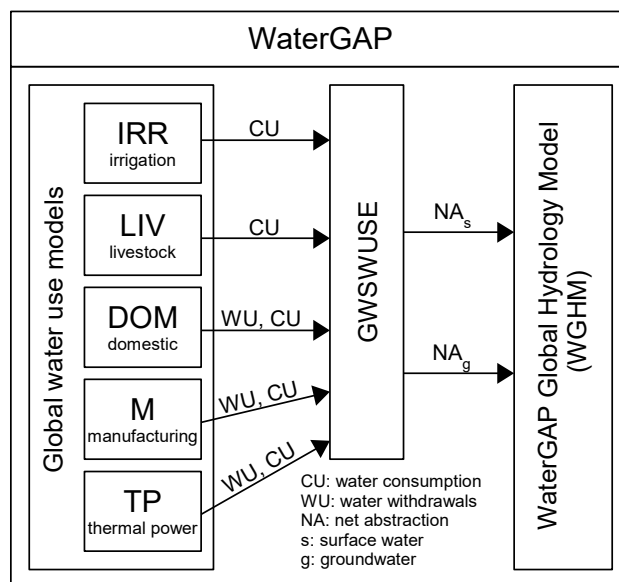 WaterGAP
Global water use models
IRR
irrigation
CU
LIV
livestock
CU
DOM
domestic
WU, CU
M
manufacturing
WU, CU
TP
thermal power
WU, CU
GWSWUSE
NAs
NAg
WaterGAP Global Hydrology Model
(WGHM)
CU: water consumption
WU: water withdrawals
NA: net abstraction
s: surface water
g: groundwater